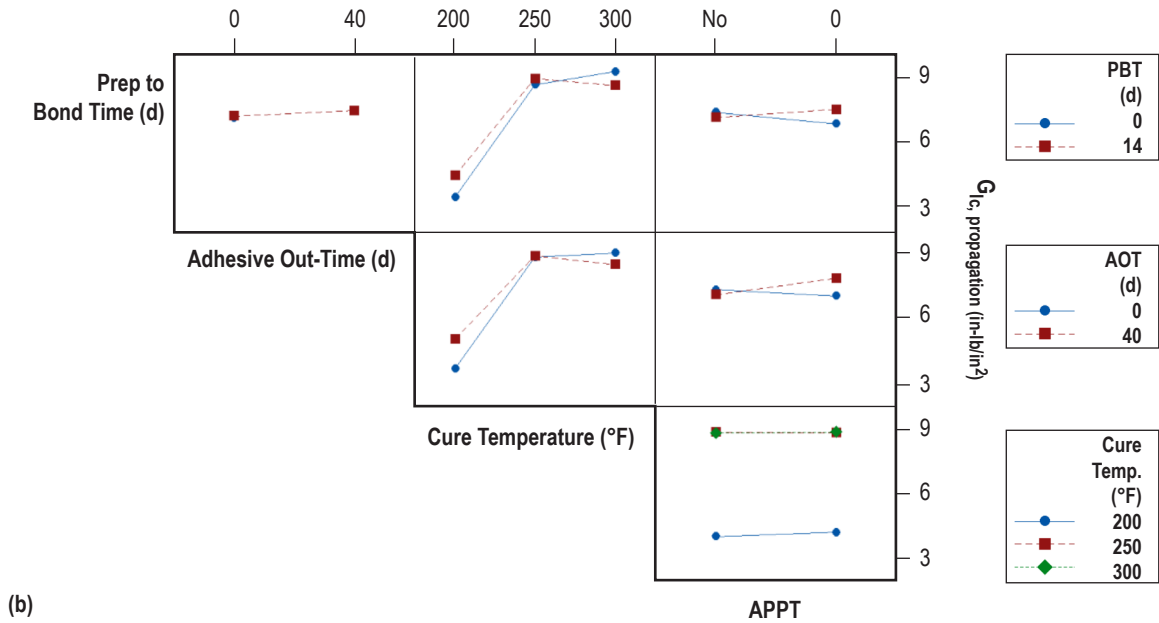 0 40 200 250 300 No 0
Prep to
Bond Time (d)
9
6
3
PBT
(d)
0
14
Adhesive Out-Time (d)
9
6
3
G_Ic, propagation (in-lb/in²)
AOT
(d)
0
40
Cure Temperature (°F)
9
6
3
Cure
Temp.
(°F)
200
250
300
(b)
APPT